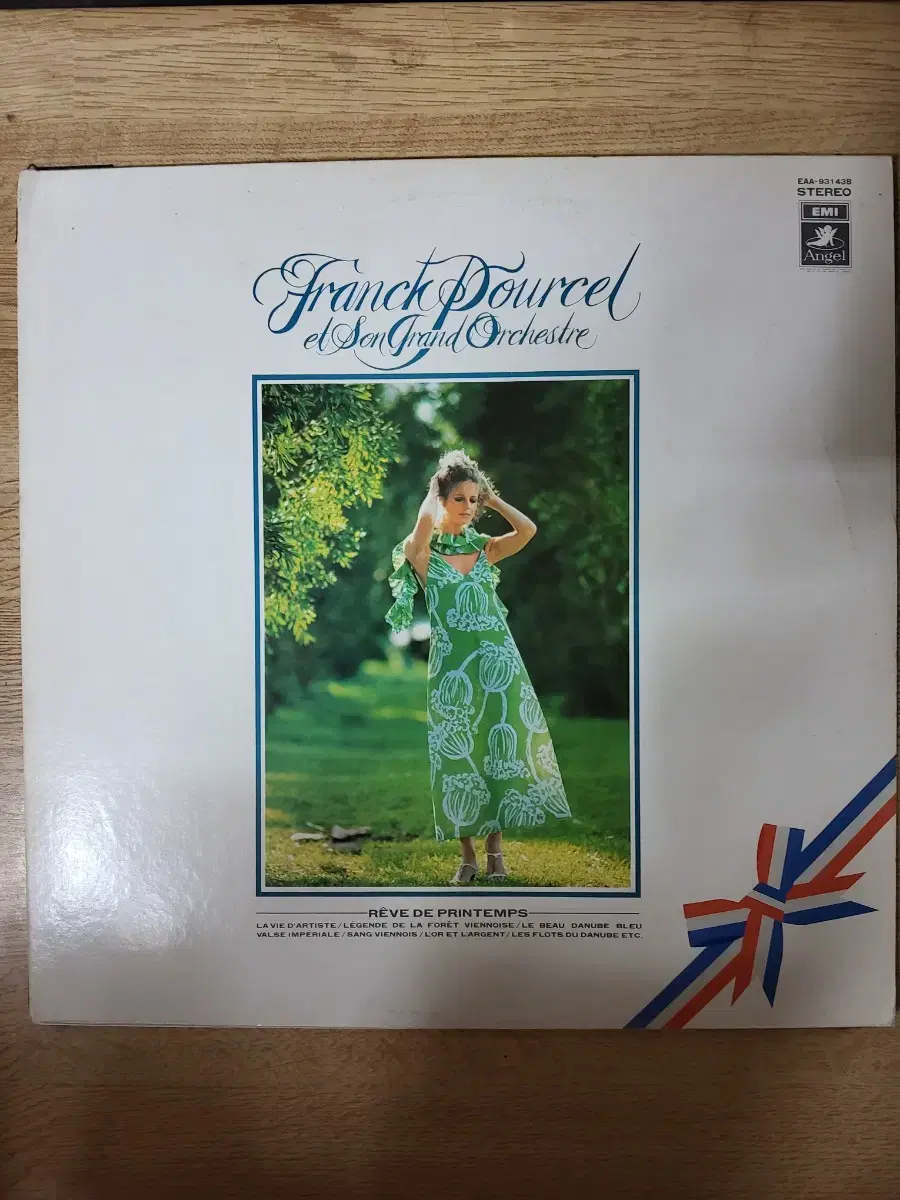 EAA-93143B
STEREO
EMI
Angel
Franck Pourcel
et Son Grand Orchestre
RÊVE DE PRINTEMPS
LA VIE D'ARTISTE/LÉGENDE DE LA FORÊT VIENNOISE/LE BEAU DANUBE BLEU
VALSE IMPERIALE/SANG VIENNOIS/L'OR ET L'ARGENT/LES FLOTS DU DANUBE ETC.